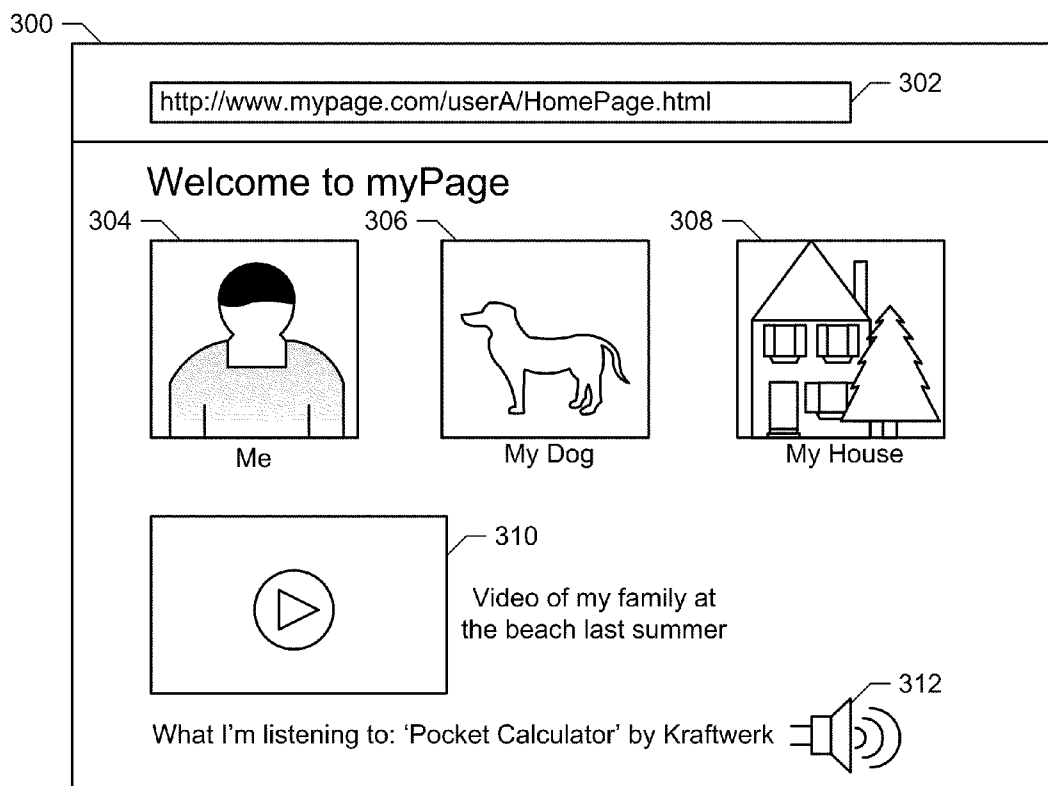 300
302
http://www.mypage.com/userA/HomePage.html
Welcome to myPage
304
306
308
Me
My Dog
My House
310
Video of my family at
the beach last summer
312
What I'm listening to: 'Pocket Calculator' by Kraftwerk